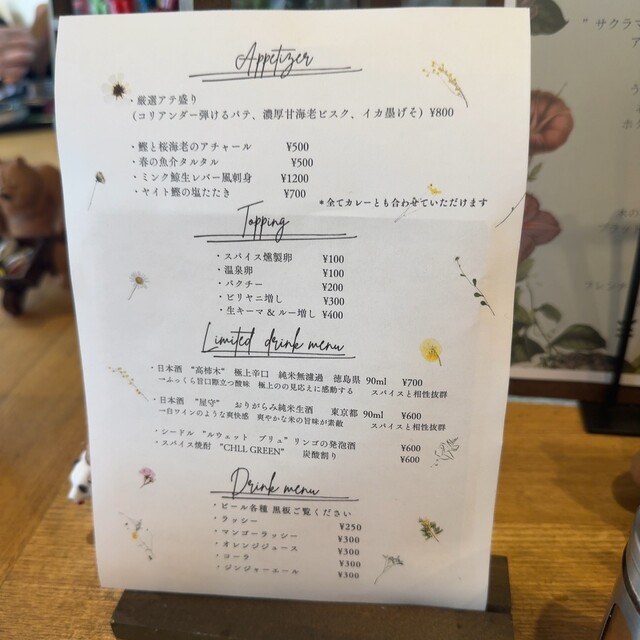 Appetizer
・厳選アテ盛り
(コリアンダー弾けるパテ、濃厚甘海老ビスク、イカ墨げそ) ¥800
・鰹と桜海老のアチャール ¥500
・春の魚介タルタル ¥500
・ミンク鯨生レバー風刺身 ¥1200
・ヤイト鰹の塩たたき ¥700
＊全てカレーとも合わせていただけます
Topping
・スパイス燻製卵 ¥100
・温泉卵 ¥100
・パクチー ¥200
・ビリヤニ増し ¥300
・生キーマ & ルー増し ¥400
Limited drink menu
・日本酒 "高柿木" 極上辛口 純米無濾過 徳島県 90ml ¥700
→ふっくら旨口際立つ酸味 極上のの見応えに感動する スパイスと相性抜群
・日本酒 "屋守" おりがらみ純米生酒 東京都 90ml ¥600
→白ワインのような爽快感 爽やかな米の旨味が素敵 スパイスと相性抜群
・シードル "ルウェット ブリュ" リンゴの発泡酒 ¥600
・スパイス焼酎 "CHLL GREEN" 炭酸割り ¥600
Drink menu
・ビール各種 黒板ご覧ください
・ラッシー ¥250
・マンゴーラッシー ¥300
・オレンジジュース ¥300
・コーラ ¥300
・ジンジャーエール ¥300
"サクラマ